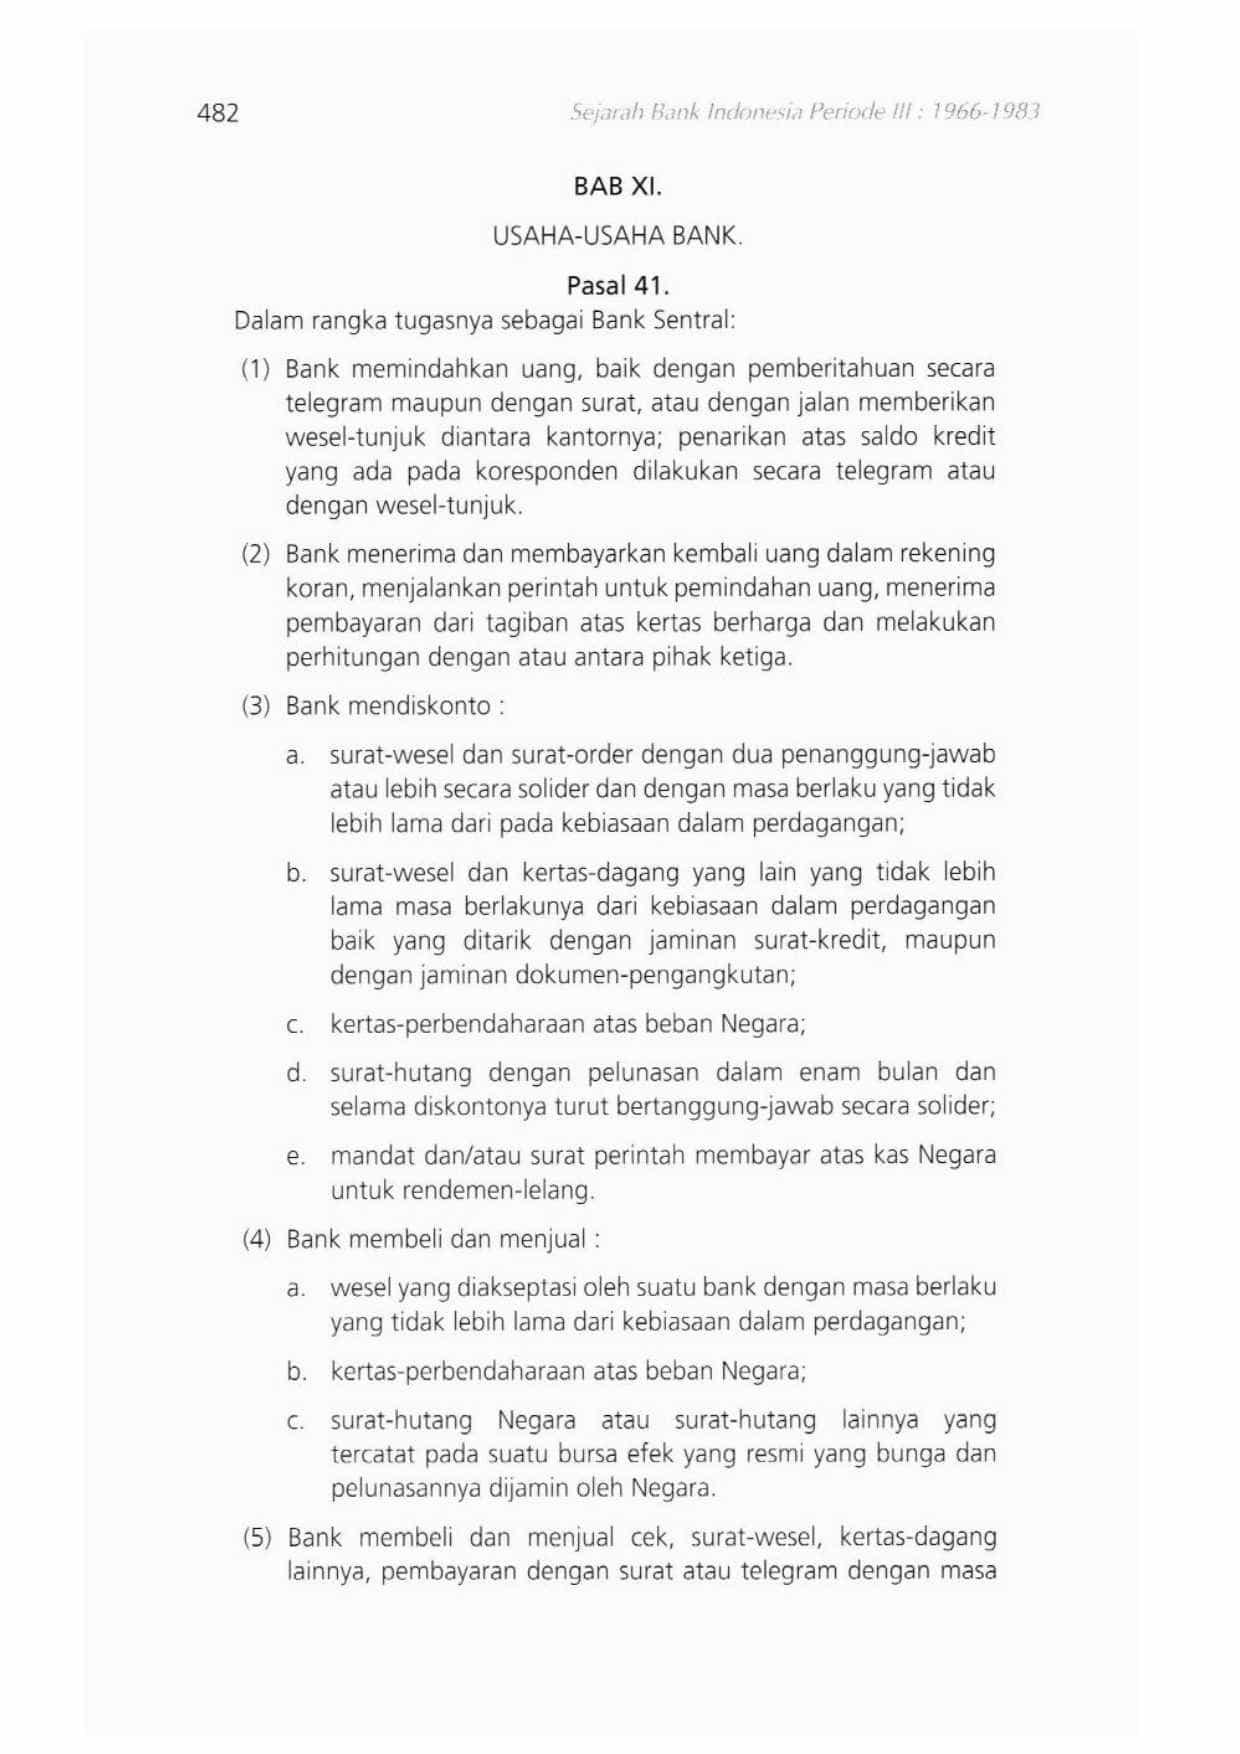 482
Sejarah Bank Indonesia Periode III : 1966-1983
BAB XI.
USAHA-USAHA BANK.
Pasal 41.
Dalam rangka tugasnya sebagai Bank Sentral:
(1) Bank memindahkan uang, baik dengan pemberitahuan secara
telegram maupun dengan surat, atau dengan jalan memberikan
wesel-tunjuk diantara kantornya; penarikan atas saldo kredit
yang ada pada koresponden dilakukan secara telegram atau
dengan wesel-tunjuk.
(2) Bank menerima dan membayarkan kembali uang dalam rekening
koran, menjalankan perintah untuk pemindahan uang, menerima
pembayaran dari tagiban atas kertas berharga dan melakukan
perhitungan dengan atau antara pihak ketiga.
(3) Bank mendiskonto :
a. surat-wesel dan surat-order dengan dua penanggung-jawab
atau lebih secara solider dan dengan masa berlaku yang tidak
lebih lama dari pada kebiasaan dalam perdagangan;
b. surat-wesel dan kertas-dagang yang lain yang tidak lebih
lama masa berlakunya dari kebiasaan dalam perdagangan
baik yang ditarik dengan jaminan surat-kredit, maupun
dengan jaminan dokumen-pengangkutan;
c. kertas-perbendaharaan atas beban Negara;
d. surat-hutang dengan pelunasan dalam enam bulan dan
selama diskontonya turut bertanggung-jawab secara solider;
e. mandat dan/atau surat perintah membayar atas kas Negara
untuk rendemen-lelang.
(4) Bank membeli dan menjual :
a. wesel yang diakseptasi oleh suatu bank dengan masa berlaku
yang tidak lebih lama dari kebiasaan dalam perdagangan;
b. kertas-perbendaharaan atas beban Negara;
c. surat-hutang Negara atau surat-hutang lainnya yang
tercatat pada suatu bursa efek yang resmi yang bunga dan
pelunasannya dijamin oleh Negara.
(5) Bank membeli dan menjual cek, surat-wesel, kertas-dagang
lainnya, pembayaran dengan surat atau telegram dengan masa